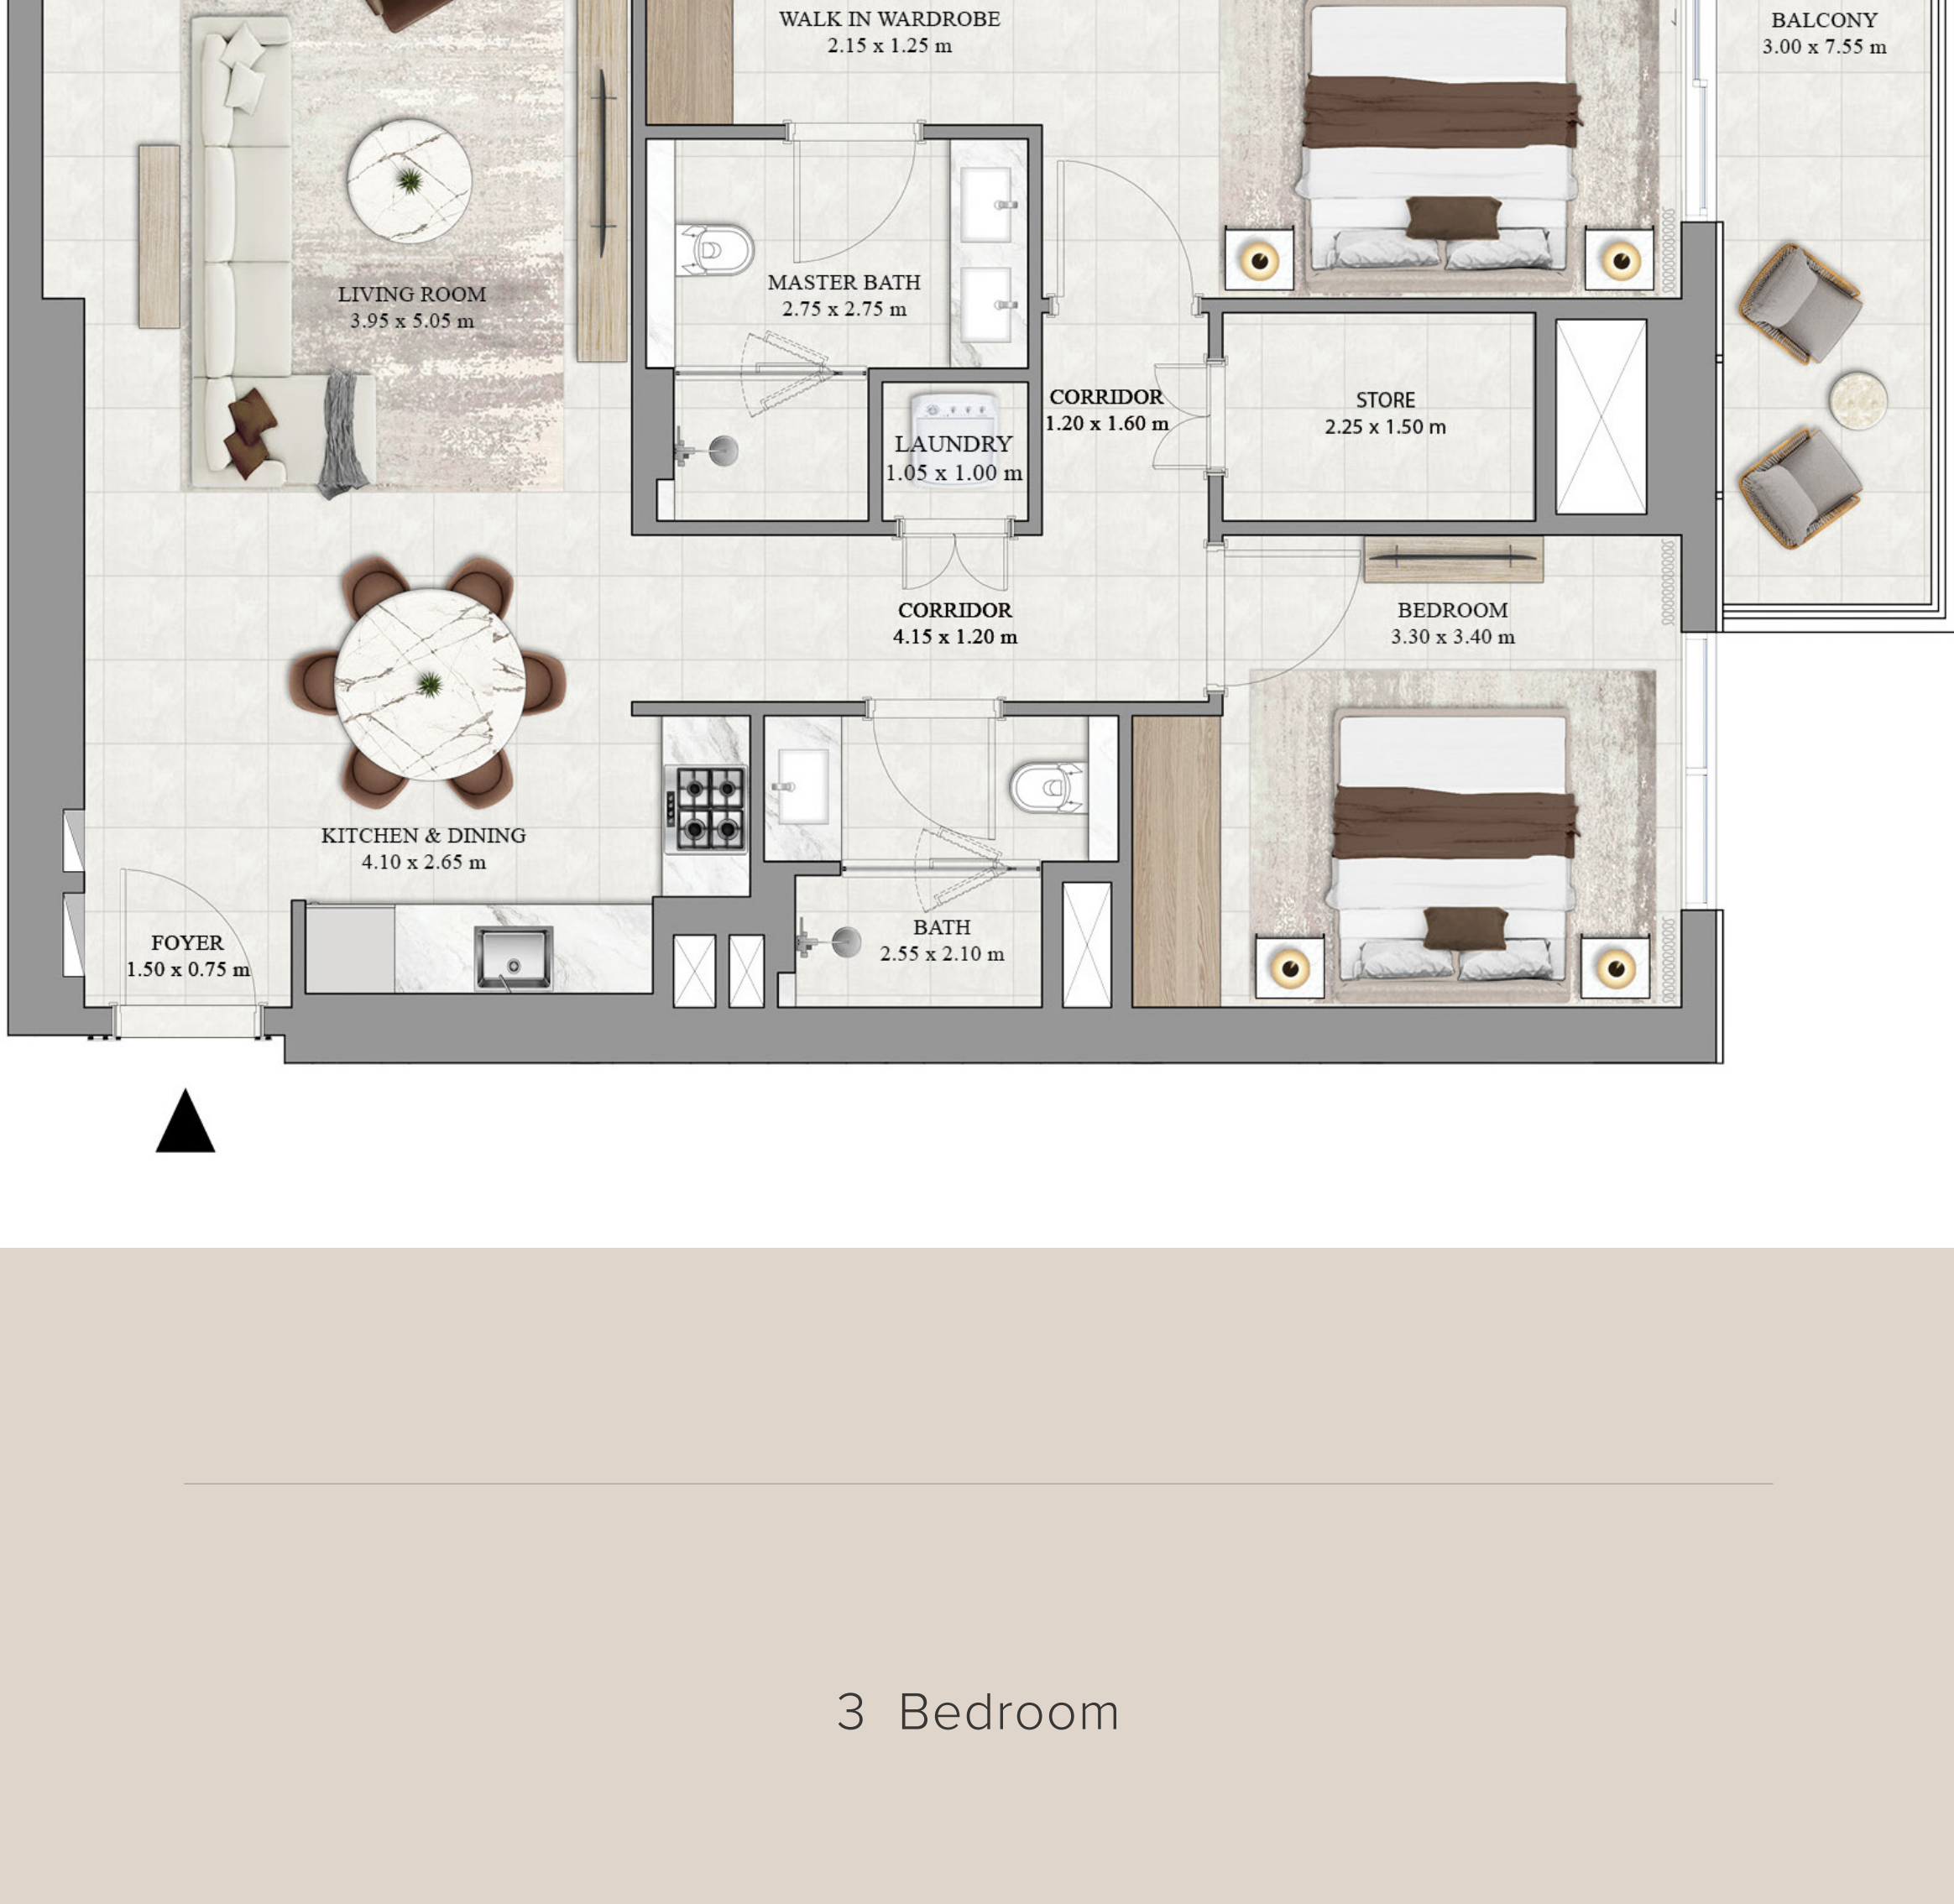 WALK IN WARDROBE
2.15 x 1.25 m
BALCONY
3.00 x 7.55 m
MASTER BATH
2.75 x 2.75 m
LIVING ROOM
3.95 x 5.05 m
CORRIDOR
1.20 x 1.60 m
STORE
2.25 x 1.50 m
LAUNDRY
1.05 x 1.00 m
CORRIDOR
4.15 x 1.20 m
BEDROOM
3.30 x 3.40 m
KITCHEN & DINING
4.10 x 2.65 m
BATH
2.55 x 2.10 m
FOYER
1.50 x 0.75 m
3 Bedroom